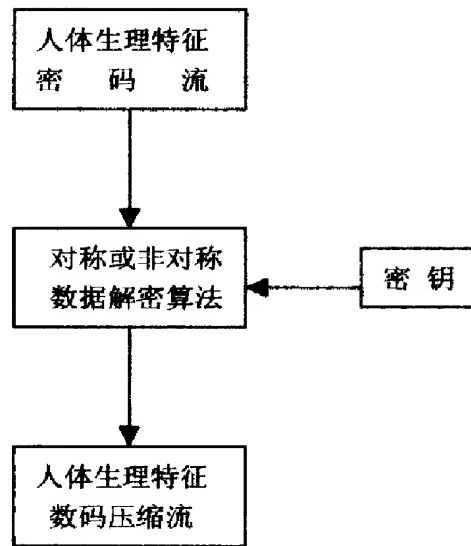 人体生理特征
密 码 流
对称或非对称
数据解密算法
密 钥
人体生理特征
数码压缩流